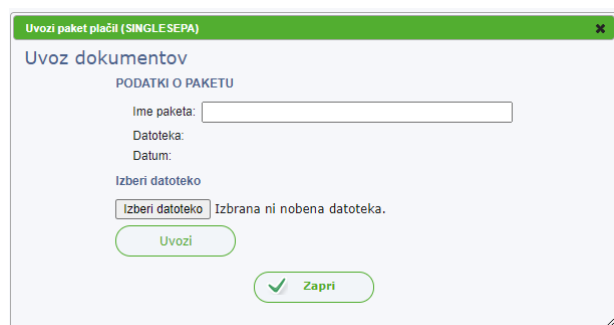 Uvozi paket plačil (SINGLESEPA)
Uvoz dokumentov
PODATKI O PAKETU
Ime paketa:
Datoteka:
Datum:
Izberi datoteko
Izberi datoteko Izbrana ni nobena datoteka.
Uvozi
Zapri